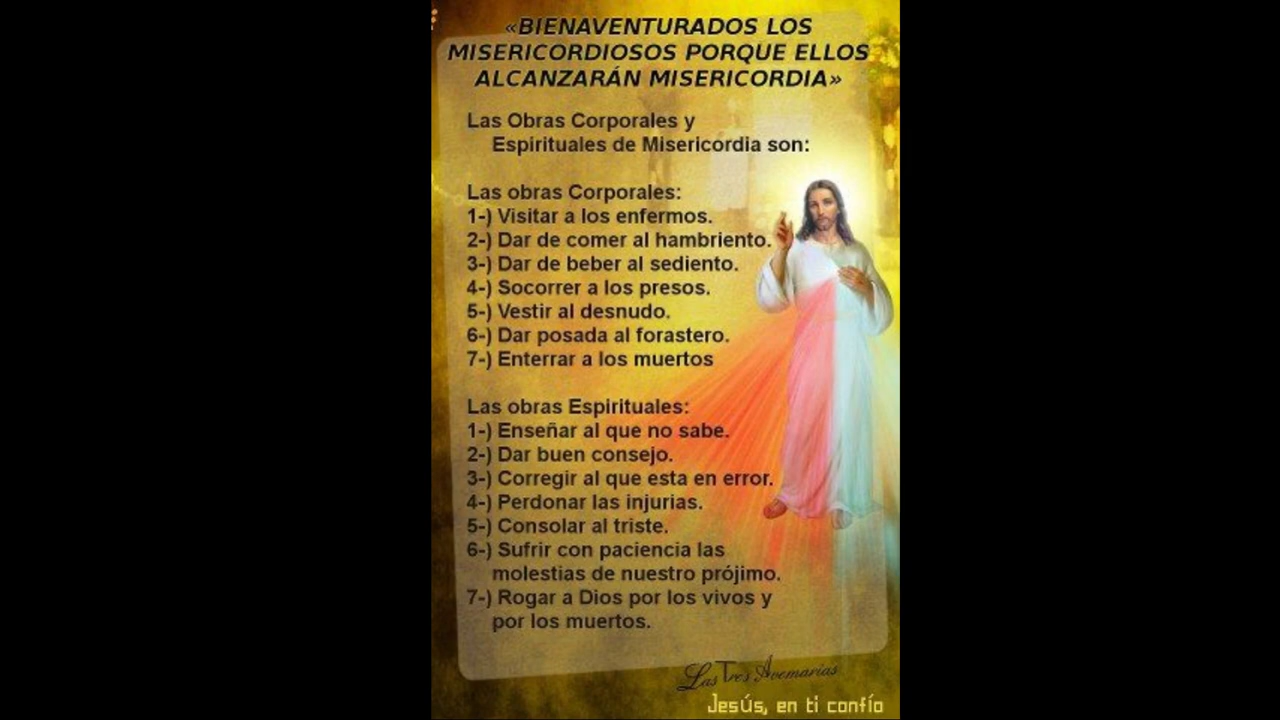 «BIENAVENTURADOS LOS
MISERICORDIOSOS PORQUE ELLOS
ALCANZARÁN MISERICORDIA»
Las Obras Corporales y
Espirituales de Misericordia son:
Las obras Corporales:
1-) Visitar a los enfermos.
2-) Dar de comer al hambriento.
3-) Dar de beber al sediento.
4-) Socorrer a los presos.
5-) Vestir al desnudo.
6-) Dar posada al forastero.
7-) Enterrar a los muertos
Las obras Espirituales:
1-) Enseñar al que no sabe.
2-) Dar buen consejo.
3-) Corregir al que esta en error.
4-) Perdonar las injurias.
5-) Consolar al triste.
6-) Sufrir con paciencia las
molestias de nuestro prójimo.
7-) Rogar a Dios por los vivos y
por los muertos.
Las Tres Avemarías
Jesús, en ti confío